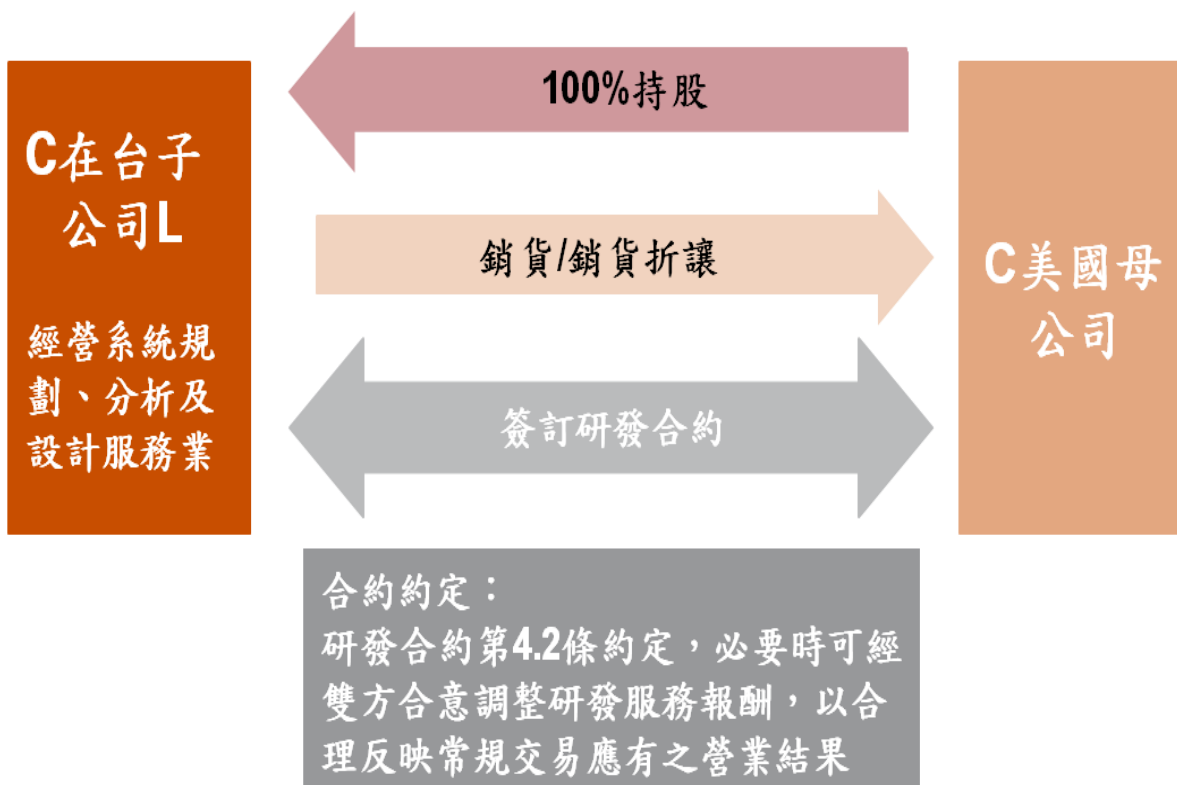 C在台子
公司L
經營系統規
劃、分析及
設計服務業
100%持股
銷貨/銷貨折讓
簽訂研發合約
C美國母
公司
合約約定：
研發合約第4.2條約定，必要時可經
雙方合意調整研發服務報酬，以合
理反映常規交易應有之營業結果